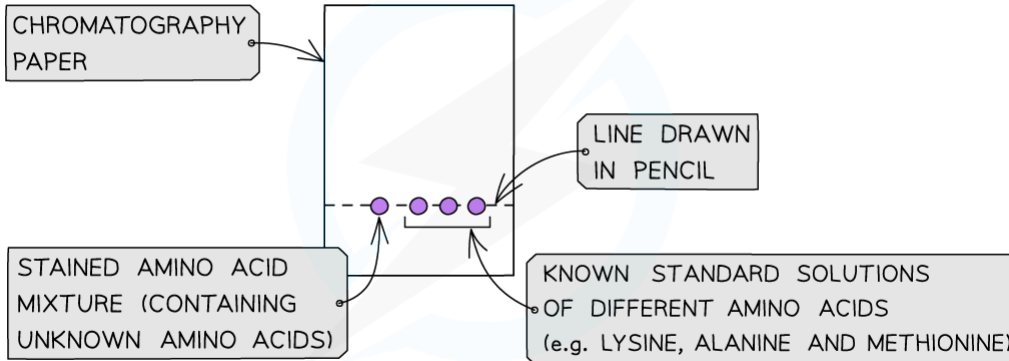 CHROMATOGRAPHY
PAPER
LINE DRAWN
IN PENCIL
STAINED AMINO ACID
MIXTURE (CONTAINING
UNKNOWN AMINO ACIDS)
KNOWN STANDARD SOLUTIONS
OF DIFFERENT AMINO ACIDS
(e.g. LYSINE, ALANINE AND METHIONINE)